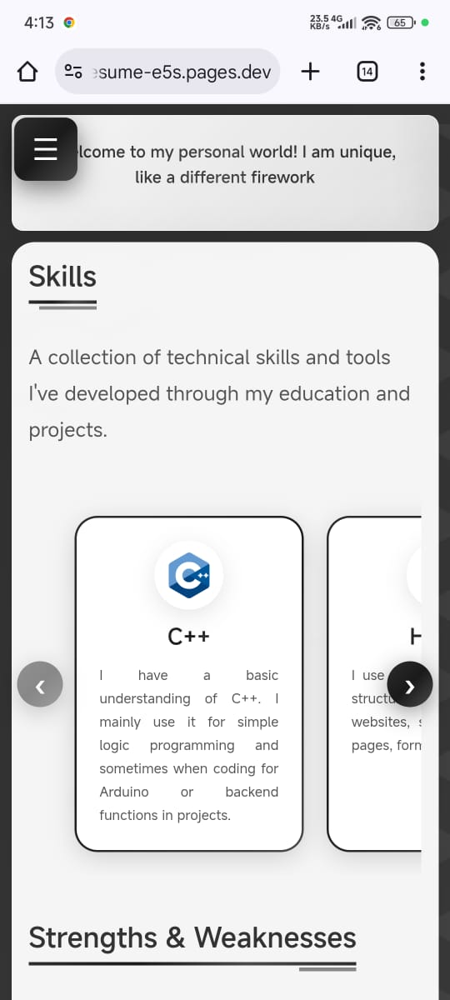 4:13
23.5 4G
KB/s
65
esume-e5s.pages.dev
14
lcome to my personal world! I am unique,
like a different firework
Skills
A collection of technical skills and tools
I've developed through my education and
projects.
C++
C++
I have a basic
understanding of C++. I
mainly use it for simple
logic programming and
sometimes when coding for
Arduino or backend
functions in projects.
H
I use
structu
websites, s
pages, form
Strengths & Weaknesses